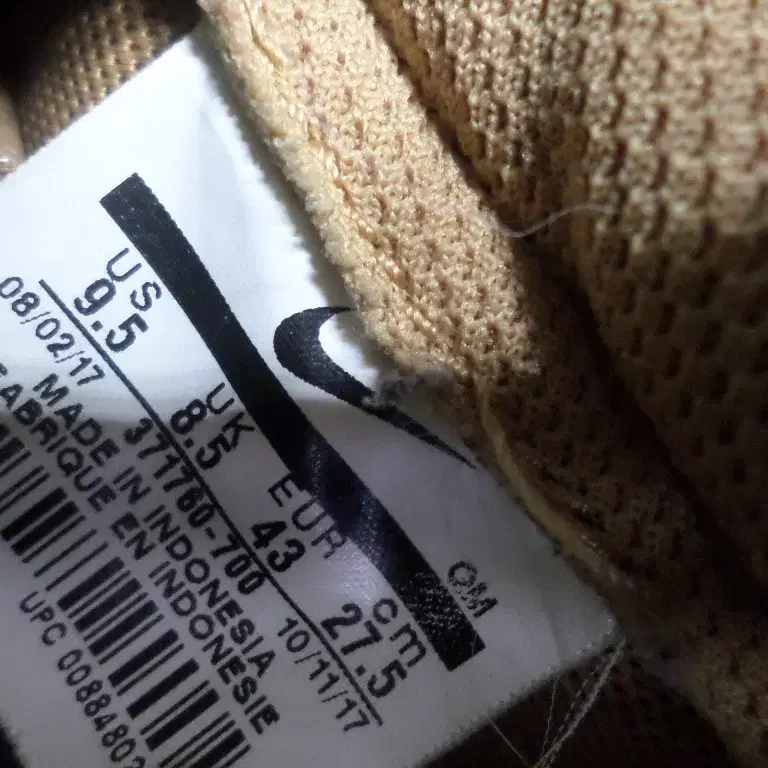 US UK EUR cm
9.5 8.5 43 27.5
08/02/17 371760-700 10/11/17
MADE IN INDONESIA
FABRIQUE EN INDONESIE
UPC 00884802
QM